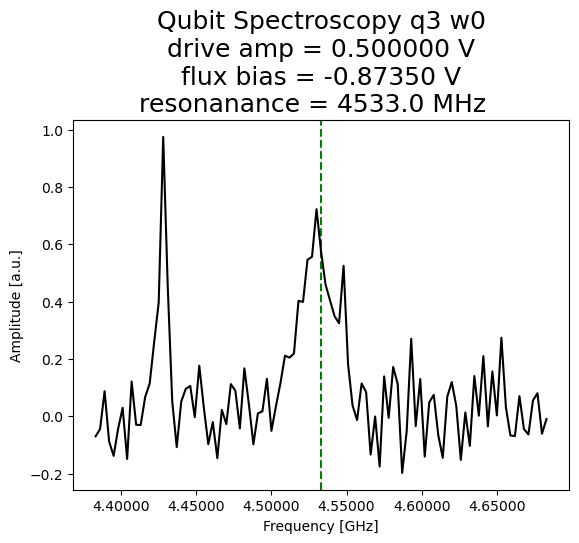 Qubit Spectroscopy q3 w0
drive amp = 0.500000 V
flux bias = -0.87350 V
resonanance = 4533.0 MHz
1.0
0.8
0.6
0.4
0.2
0.0
−0.2
Amplitude [a.u.]
4.40000 4.45000 4.50000 4.55000 4.60000 4.65000
Frequency [GHz]